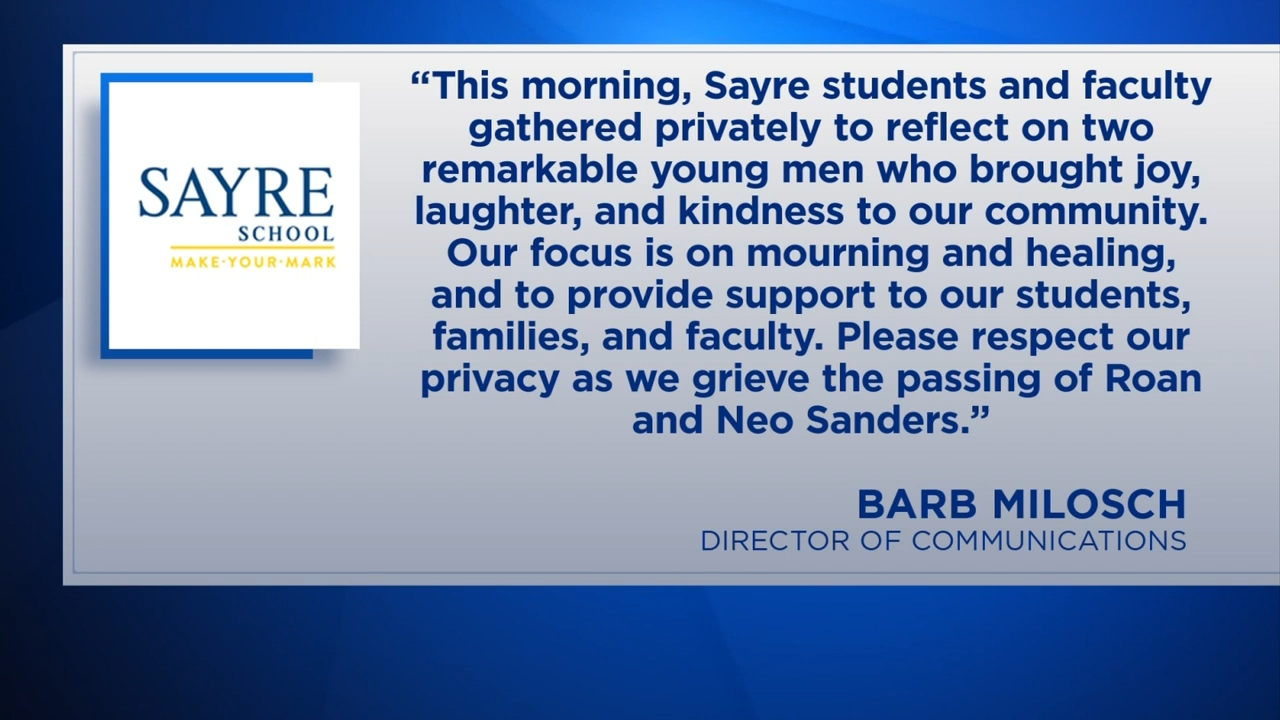 SAYRE
SCHOOL
MAKE·YOUR·MARK
“This morning, Sayre students and faculty
gathered privately to reflect on two
remarkable young men who brought joy,
laughter, and kindness to our community.
Our focus is on mourning and healing,
and to provide support to our students,
families, and faculty. Please respect our
privacy as we grieve the passing of Roan
and Neo Sanders.”
BARB MILOSCH
DIRECTOR OF COMMUNICATIONS